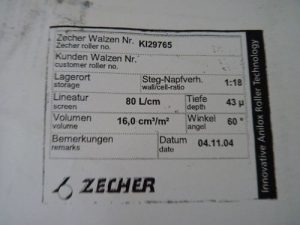 Zecher Walzen Nr. KI29765
Zecher roller no.
Kunden Walzen Nr.
customer roller no.
Lagerort Steg-Napfverh. 1:18
storage wall/cell-ratio
Lineatur 80 L/cm Tiefe 43 µ
screen depth
Volumen 16,0 cm³/m² Winkel 60 °
volume angel
Bemerkungen Datum 04.11.04
remarks date
ZECHER
Innovative Anilox Roller Technology